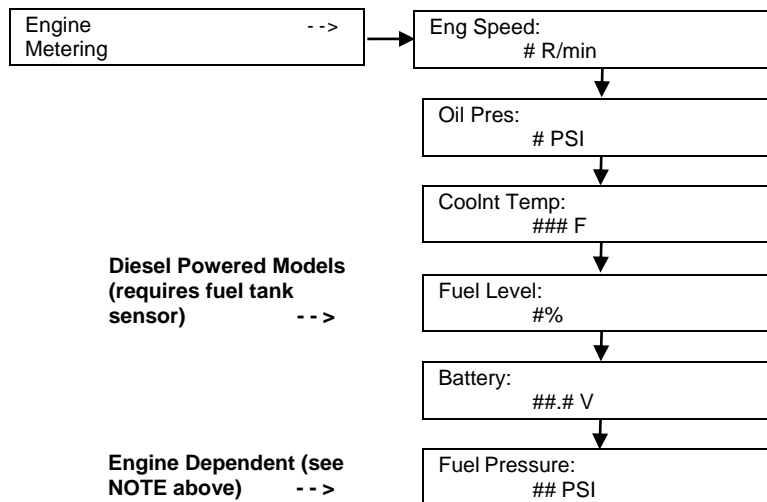 Engine -->
Metering
Eng Speed:
# R/min
Oil Pres:
# PSI
Coolnt Temp:
### F
Diesel Powered Models
(requires fuel tank
sensor) -->
Fuel Level:
#%
Battery:
##.# V
Engine Dependent (see
NOTE above) -->
Fuel Pressure:
## PSI